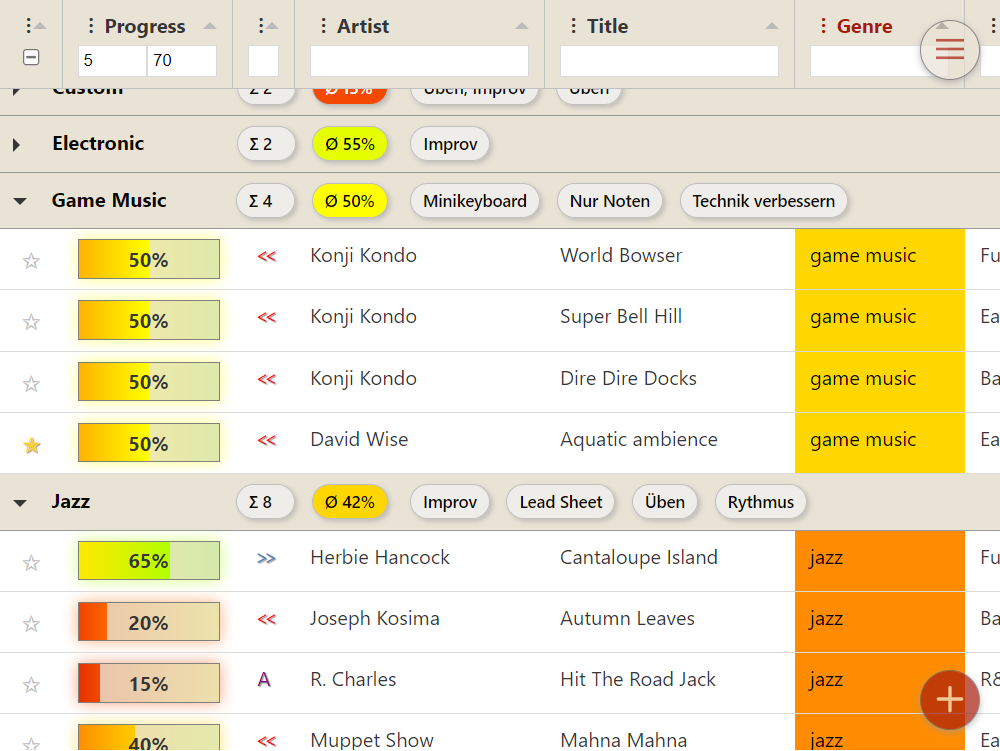 Progress Artist Title Genre
5 70
Custom Σ 2 Ø 15% Üben, Improv Üben
Electronic Σ 2 Ø 55% Improv
Game Music Σ 4 Ø 50% Minikeyboard Nur Noten Technik verbessern
50% << Konji Kondo World Bowser game music Fu
50% << Konji Kondo Super Bell Hill game music Ea
50% << Konji Kondo Dire Dire Docks game music Ba
50% << David Wise Aquatic ambience game music Ea
Jazz Σ 8 Ø 42% Improv Lead Sheet Üben Rythmus
65% >> Herbie Hancock Cantaloupe Island jazz Fu
20% << Joseph Kosima Autumn Leaves jazz Ba
15% A R. Charles Hit The Road Jack jazz R&
40% << Muppet Show Mahna Mahna jazz Ea